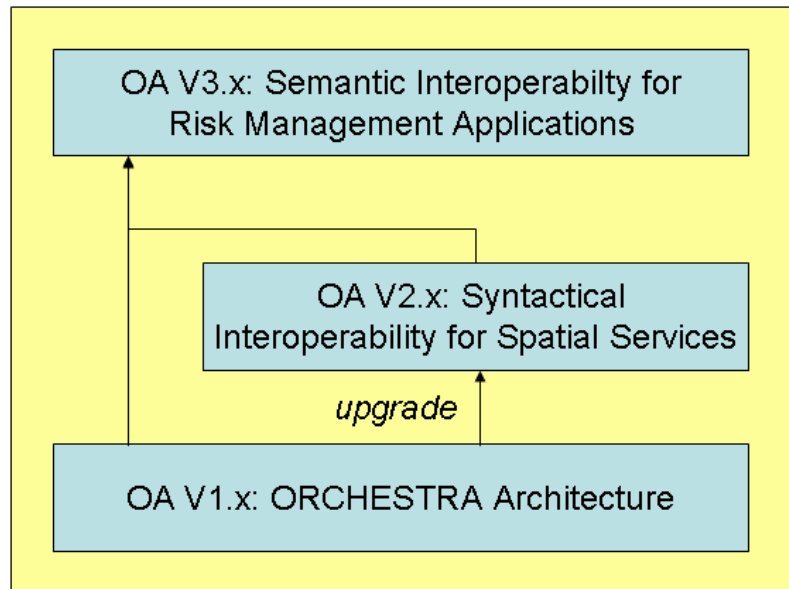 OA V3.x: Semantic Interoperabilty for
Risk Management Applications
OA V2.x: Syntactical
Interoperability for Spatial Services
upgrade
OA V1.x: ORCHESTRA Architecture